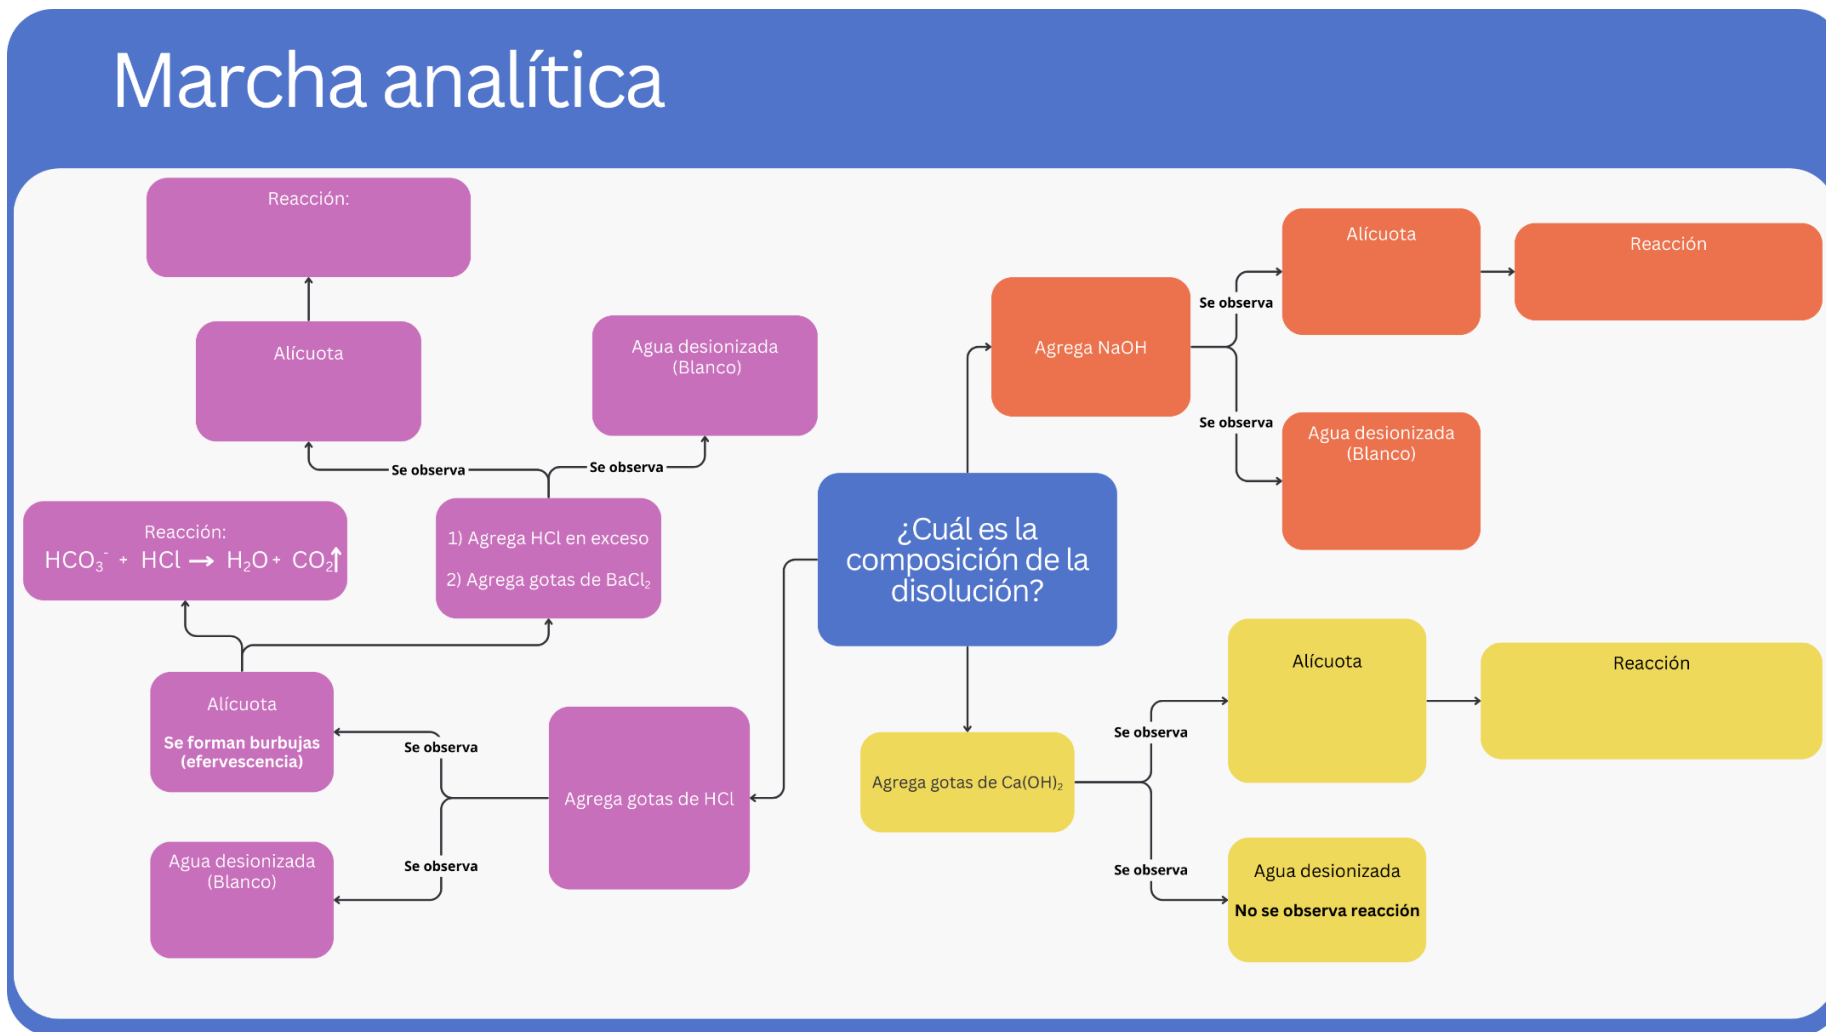 Marcha analítica
Reacción:
Alícuota
Agua desionizada
(Blanco)
Se observa
Se observa
Reacción:
HCO₃⁻ + HCl → H₂O + CO₂↑
1) Agrega HCl en exceso
2) Agrega gotas de BaCl₂
Alícuota
Se forman burbujas
(efervescencia)
Se observa
Agrega gotas de HCl
Se observa
Agua desionizada
(Blanco)
¿Cuál es la
composición de la
disolución?
Agrega NaOH
Se observa
Alícuota
Reacción
Se observa
Agua desionizada
(Blanco)
Agrega gotas de Ca(OH)₂
Se observa
Alícuota
Reacción
Se observa
Agua desionizada
No se observa reacción